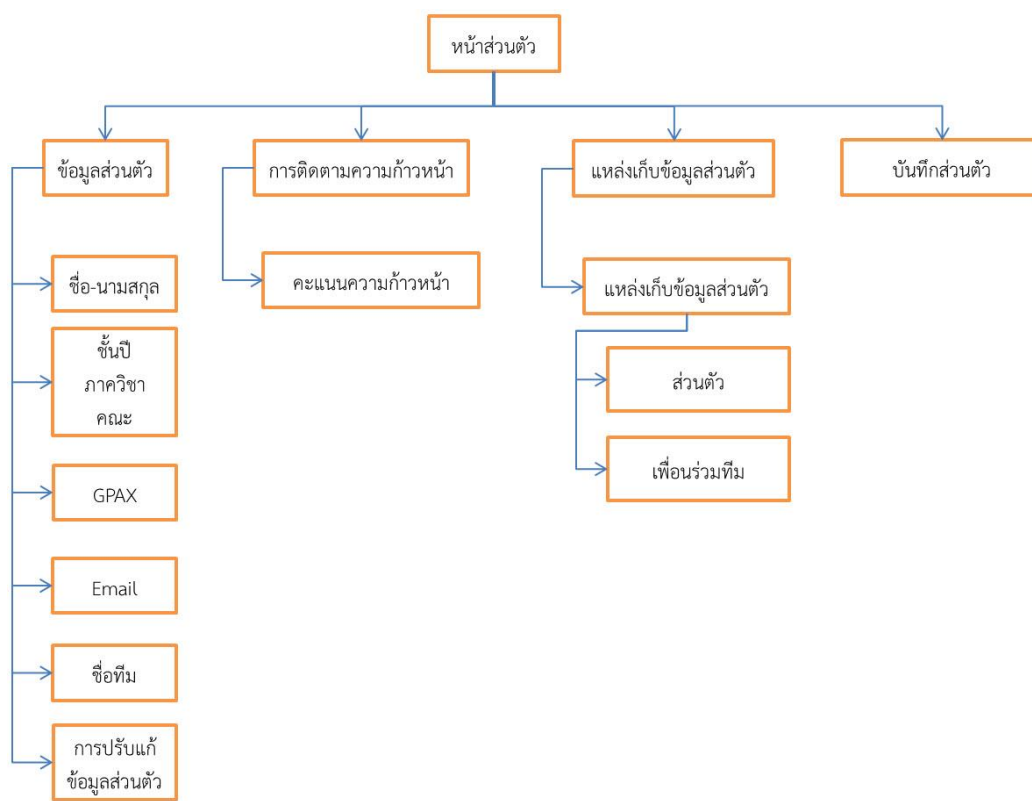 หน้าส่วนตัว
ข้อมูลส่วนตัว
การติดตามความก้าวหน้า
แหล่งเก็บข้อมูลส่วนตัว
บันทึกส่วนตัว
ชื่อ-นามสกุล
คะแนนความก้าวหน้า
แหล่งเก็บข้อมูลส่วนตัว
ชั้นปี
ภาควิชา
คณะ
ส่วนตัว
เพื่อนร่วมทีม
GPAX
Email
ชื่อทีม
การปรับแก้
ข้อมูลส่วนตัว